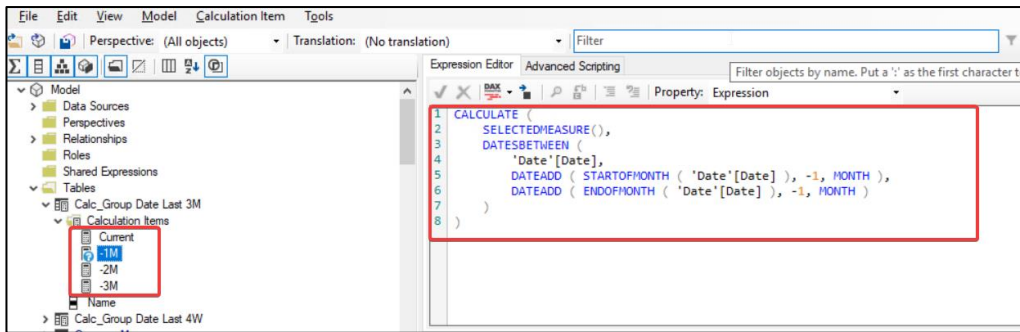 File Edit View Model Calculation Item Tools
Perspective: (All objects) Translation: (No translation) Filter
Expression Editor Advanced Scripting
Filter objects by name. Put a ':' as the first character t
Property: Expression
Model
Data Sources
Perspectives
Relationships
Roles
Shared Expressions
Tables
Calc_Group Date Last 3M
Calculation Items
Current
-1M
-2M
-3M
Name
Calc_Group Date Last 4W
1 CALCULATE (
2 SELECTEDMEASURE(),
3 DATESBETWEEN (
4 'Date'[Date],
5 DATEADD ( STARTOFMONTH ( 'Date'[Date] ), -1, MONTH ),
6 DATEADD ( ENDOFMONTH ( 'Date'[Date] ), -1, MONTH )
7 )
8 )